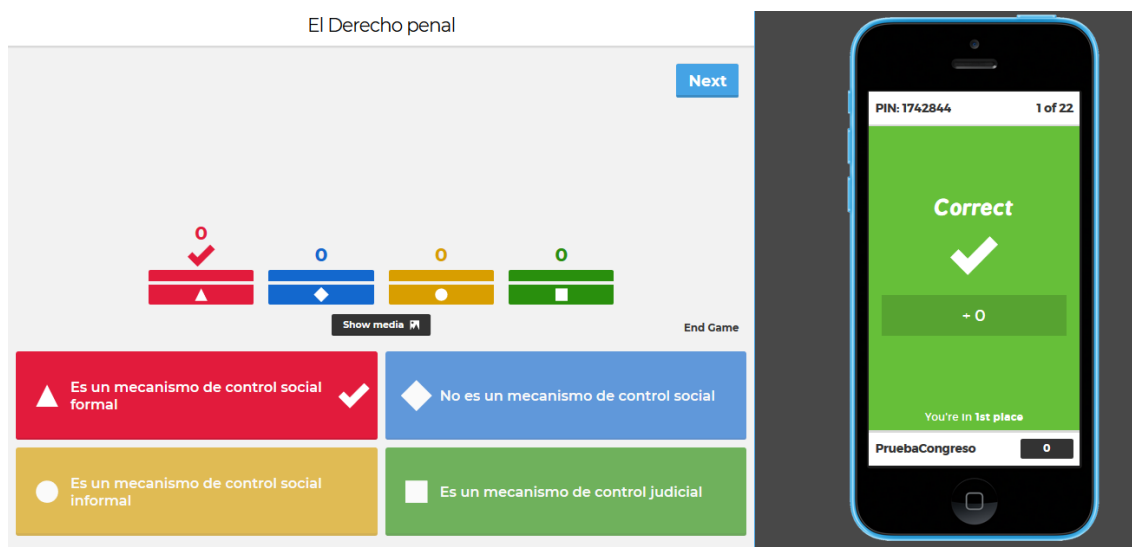 El Derecho penal
Next
0
0
0
0
Show media
End Game
Es un mecanismo de control social
formal
No es un mecanismo de control social
Es un mecanismo de control social
informal
Es un mecanismo de control judicial
PIN: 1742844
1 of 22
Correct
+ 0
You're in 1st place
PruebaCongreso
0